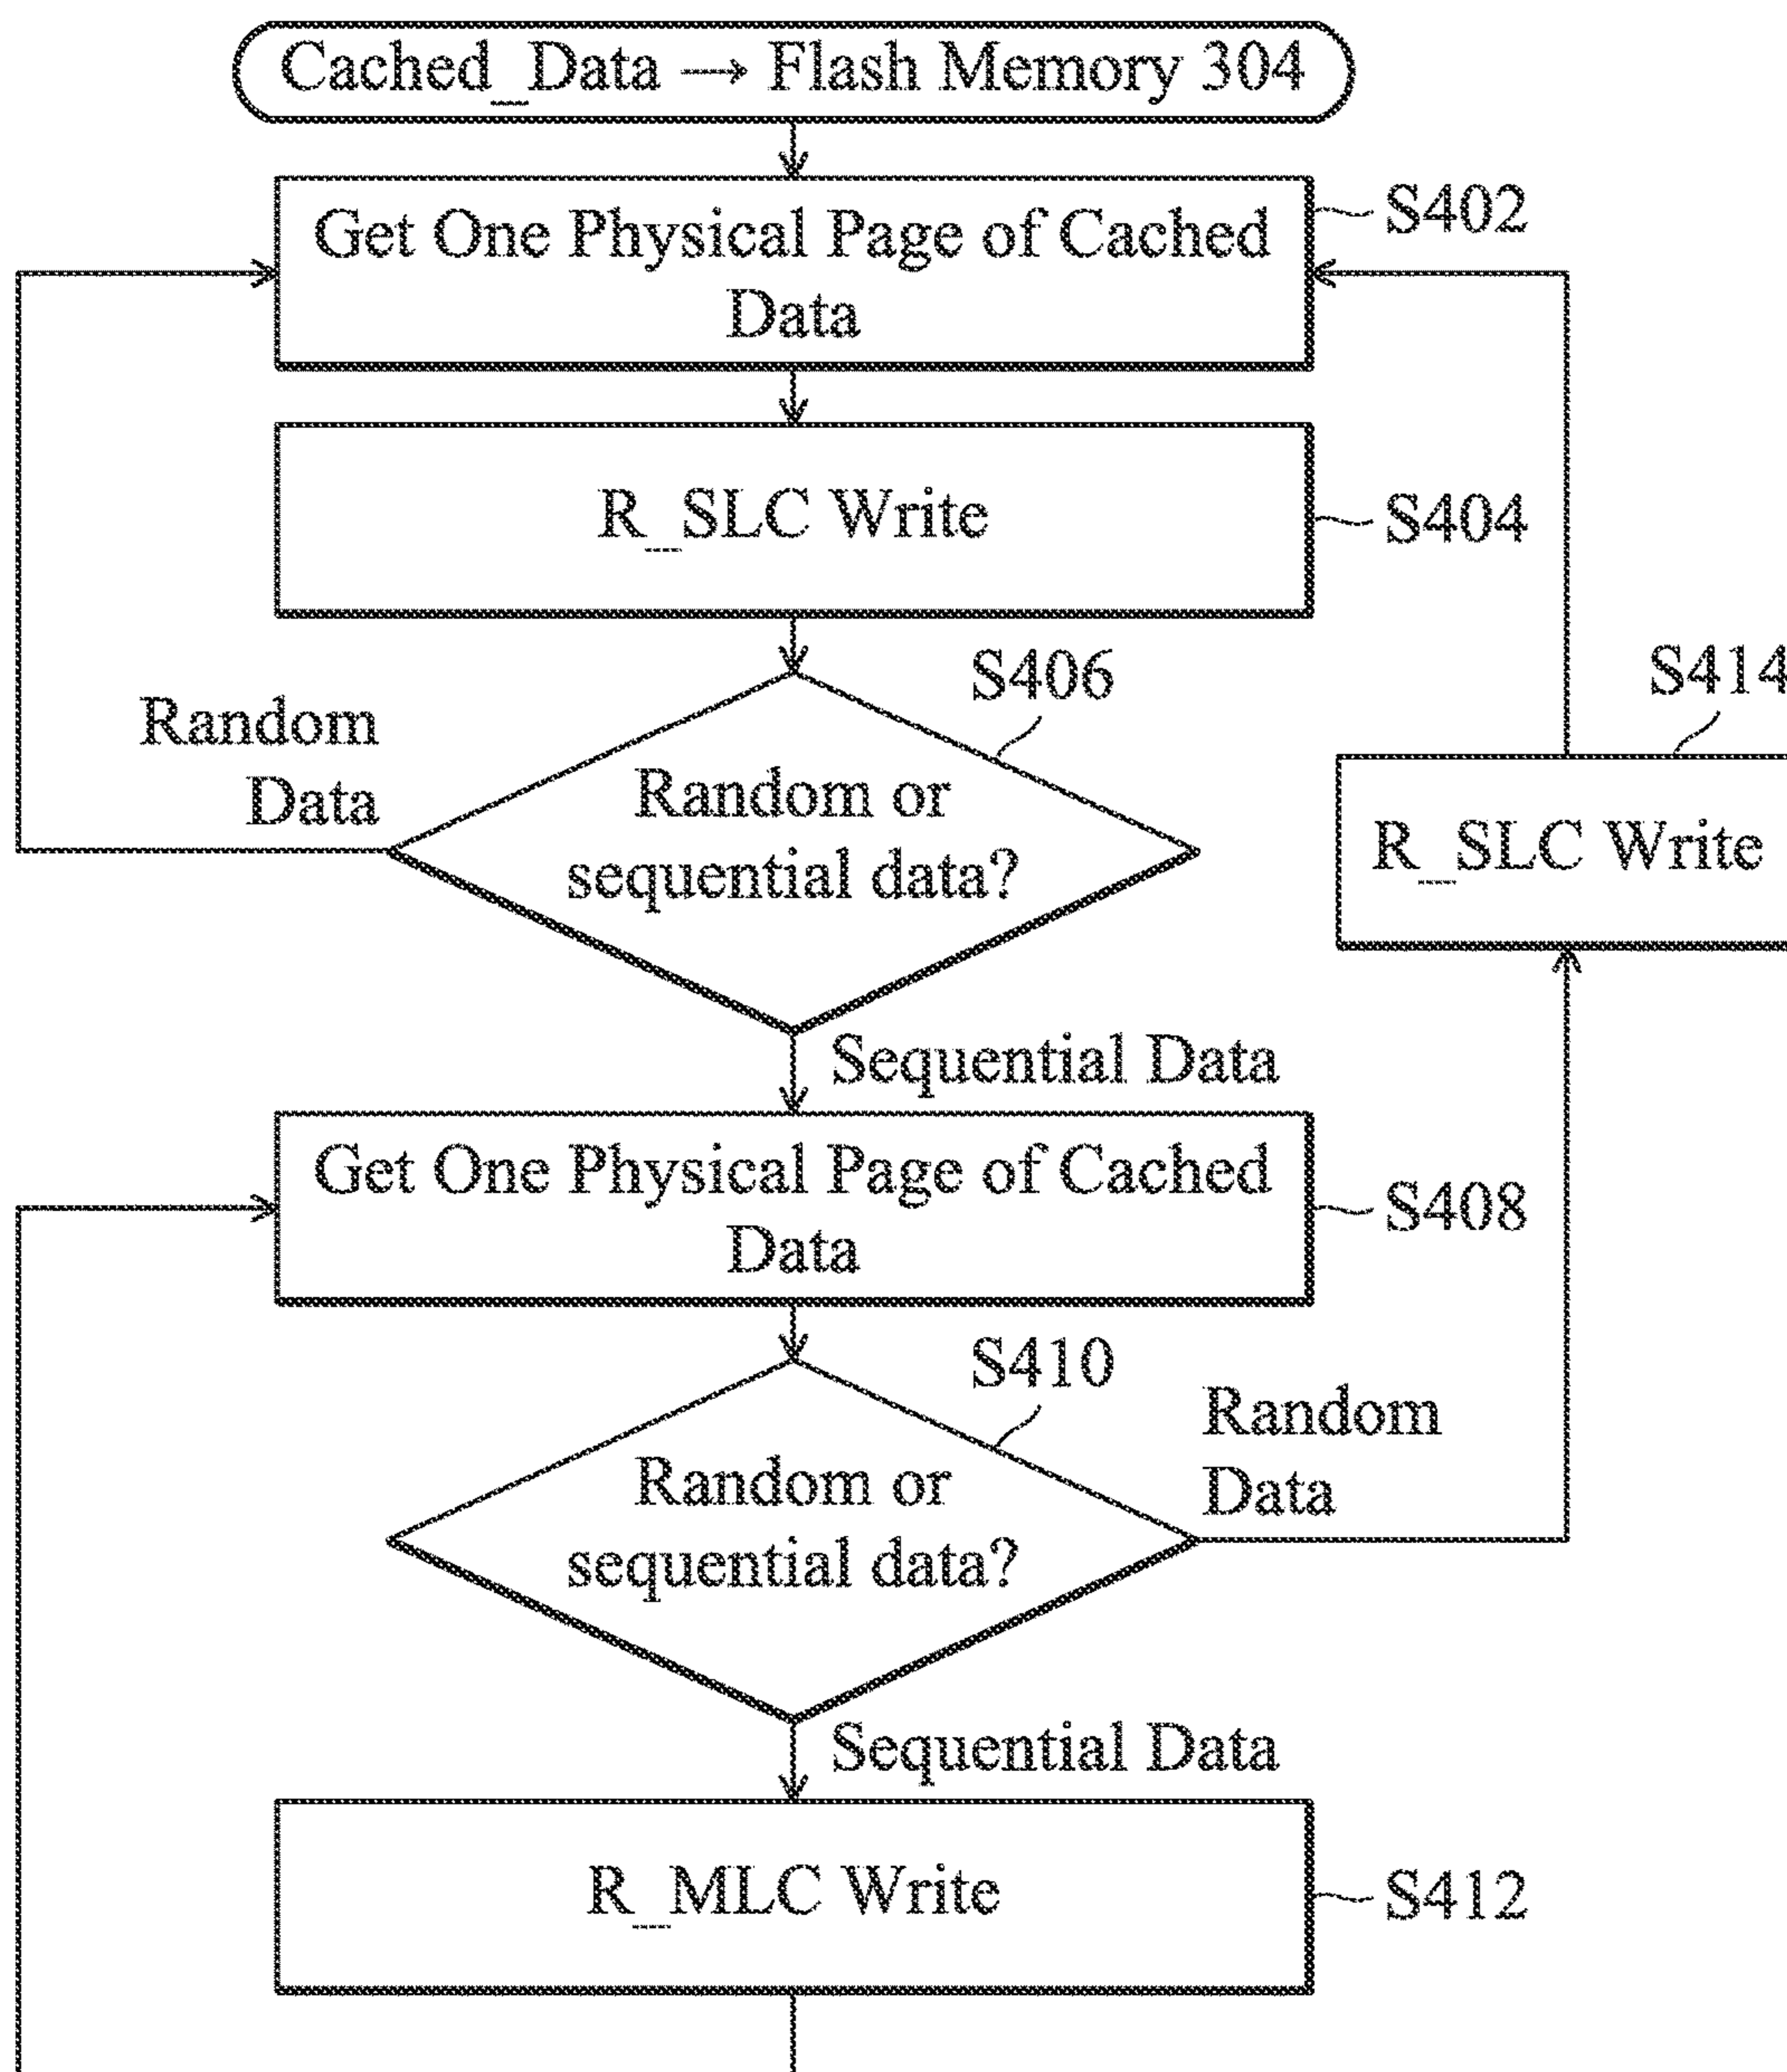 Cached_Data → Flash Memory 304
Get One Physical Page of Cached
Data
S402
R_SLC Write
S404
S406
Random
Data
Random or
sequential data?
S414
R_SLC Write
Sequential Data
Get One Physical Page of Cached
Data
S408
S410
Random
Data
Random or
sequential data?
Sequential Data
R_MLC Write
S412